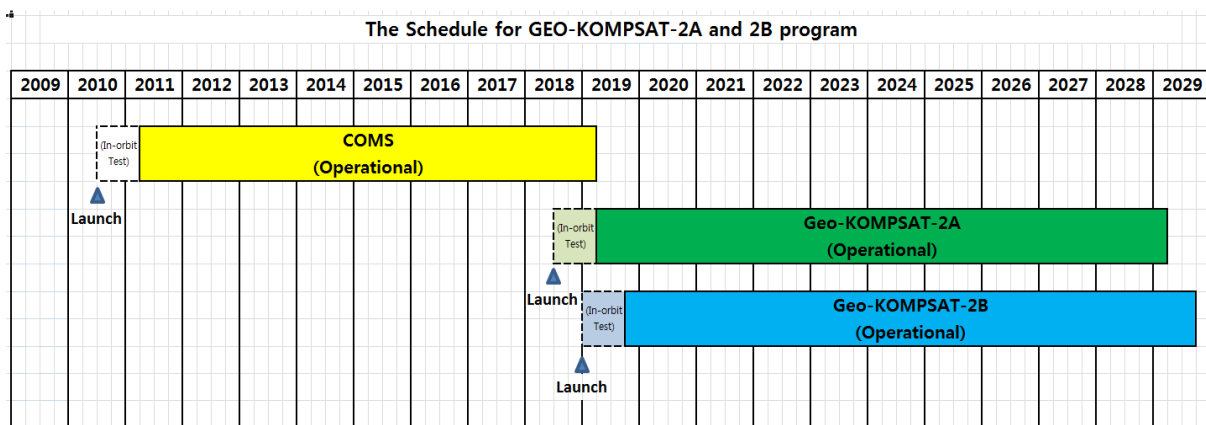 The Schedule for GEO-KOMPSAT-2A and 2B program
2009 2010 2011 2012 2013 2014 2015 2016 2017 2018 2019 2020 2021 2022 2023 2024 2025 2026 2027 2028 2029
(In-orbit
Test)
COMS
(Operational)
Launch
(In-orbit
Test)
Geo-KOMPSAT-2A
(Operational)
Launch
(In-orbit
Test)
Geo-KOMPSAT-2B
(Operational)
Launch